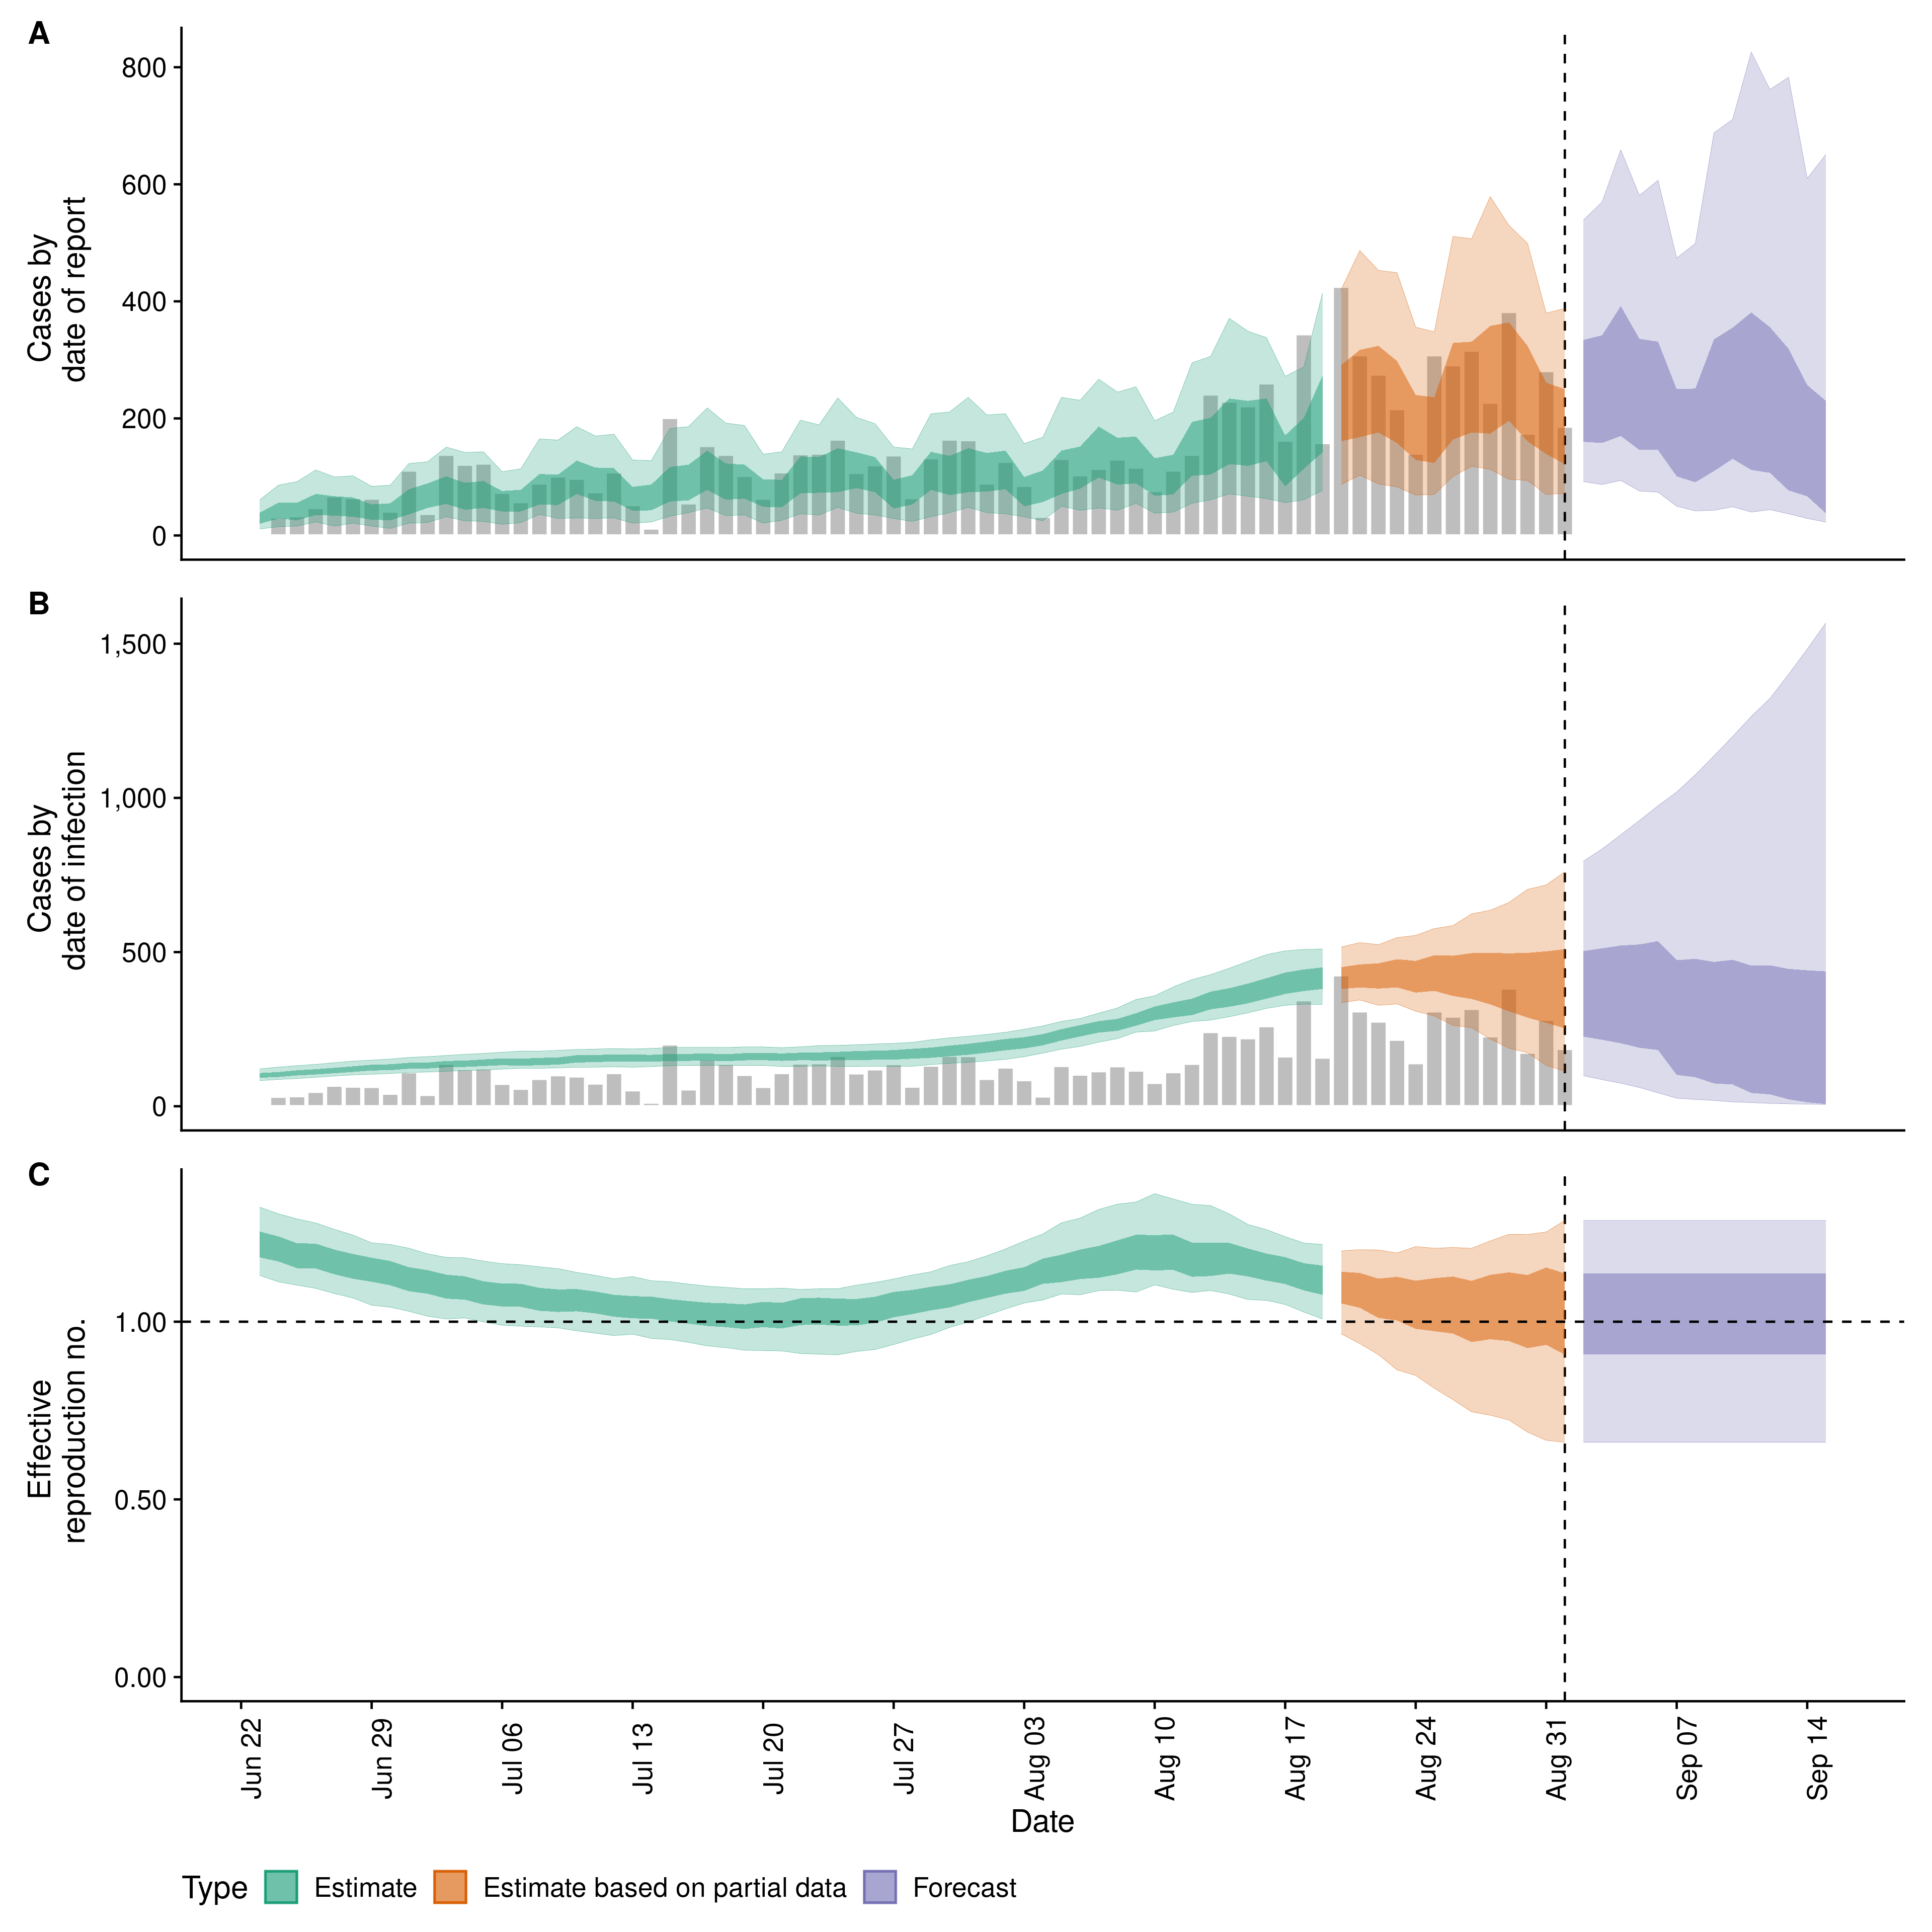 A
800
600
400
200
0
Cases by
date of report
B
1,500
1,000
500
0
Cases by
date of infection
C
1.00
0.50
0.00
Effective
reproduction no.
Jun 22
Jun 29
Jul 06
Jul 13
Jul 20
Jul 27
Aug 03
Aug 10
Aug 17
Aug 24
Aug 31
Sep 07
Sep 14
Date
Type Estimate Estimate based on partial data Forecast